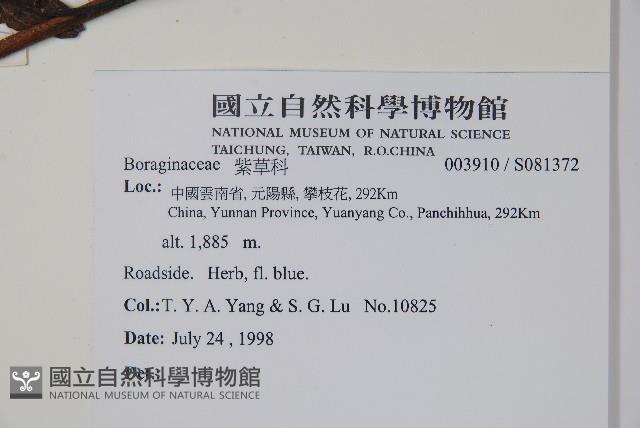 國立自然科學博物館
NATIONAL MUSEUM OF NATURAL SCIENCE
TAICHUNG, TAIWAN, R.O.CHINA
Boraginaceae 紫草科 003910 / S081372
Loc.: 中國雲南省, 元陽縣, 攀枝花, 292Km
China, Yunnan Province, Yuanyang Co., Panchihhua, 292Km
alt. 1,885 m.
Roadside. Herb, fl. blue.
Col.: T. Y. A. Yang & S. G. Lu No.10825
Date: July 24 , 1998
Det.:
國立自然科學博物館
NATIONAL MUSEUM OF NATURAL SCIENCE